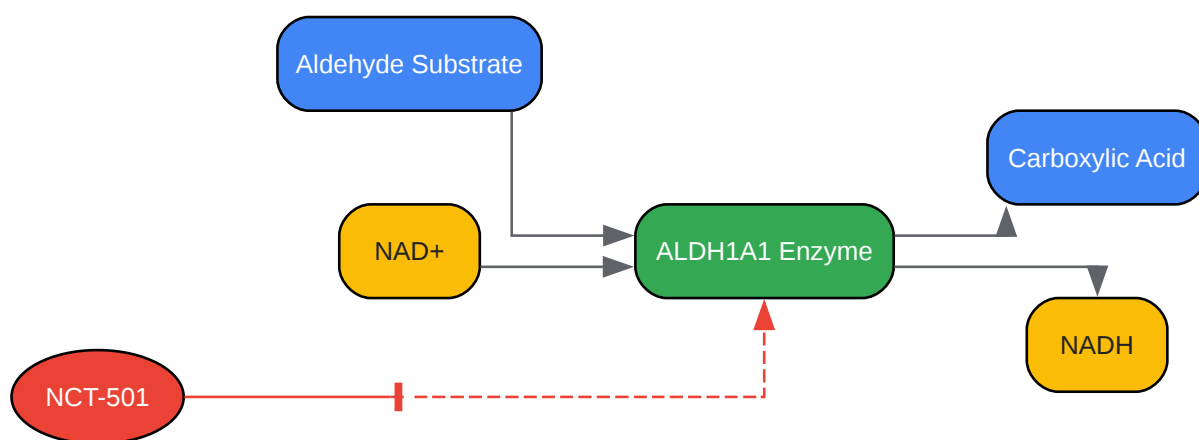 Aldehyde Substrate
Carboxylic Acid
NAD+
ALDH1A1 Enzyme
NADH
NCT-501